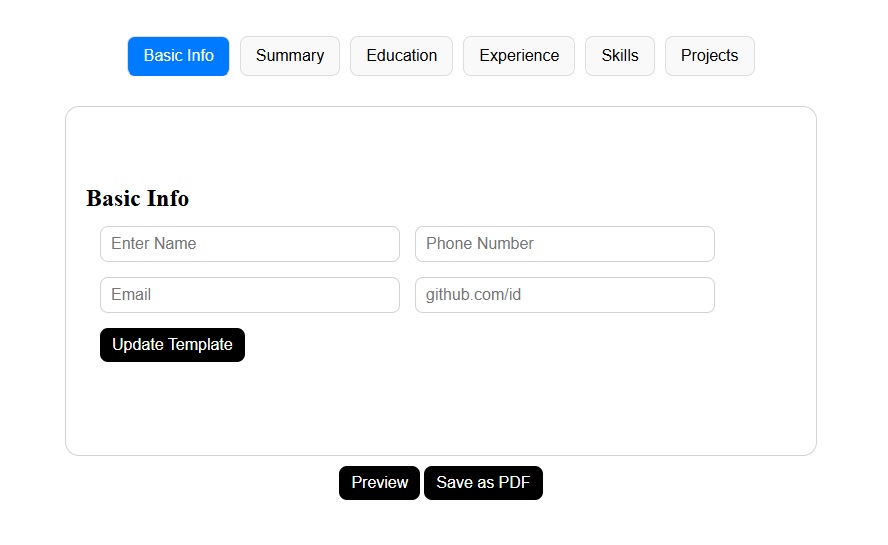 Basic Info Summary Education Experience Skills Projects
Basic Info
Enter Name Phone Number
Email github.com/id
Update Template
Preview Save as PDF